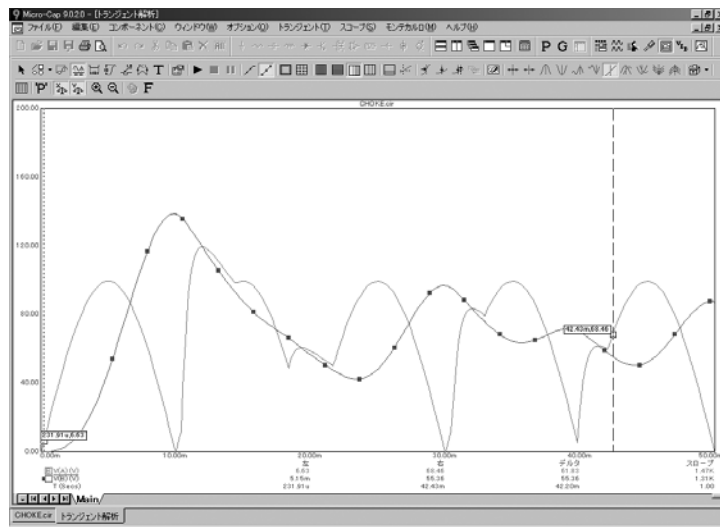 Micro-Cap 9.0.2.0 - [トランジェント解析]
ファイル(F) 編集(E) コンポーネント(C) ウィンドウ(W) オプション(O) トランジェント(T) スコープ(S) モンテカルロ(M) ヘルプ(H)
CHOKE.cir
200.00
160.00
120.00
80.00
40.00
0.00
42.43m,68.46
231.91u,6.63
0.00m 10.00m 20.00m 30.00m 40.00m 50.00m
左 右 デルタ スロープ
V(A) (V) 6.63 68.46 61.83 1.47K
V(B) (V) 5.15m 55.36 55.36 1.31K
T (Secs) 231.91u 42.43m 42.20m 1.00
Main
CHOKE.cir トランジェント解析